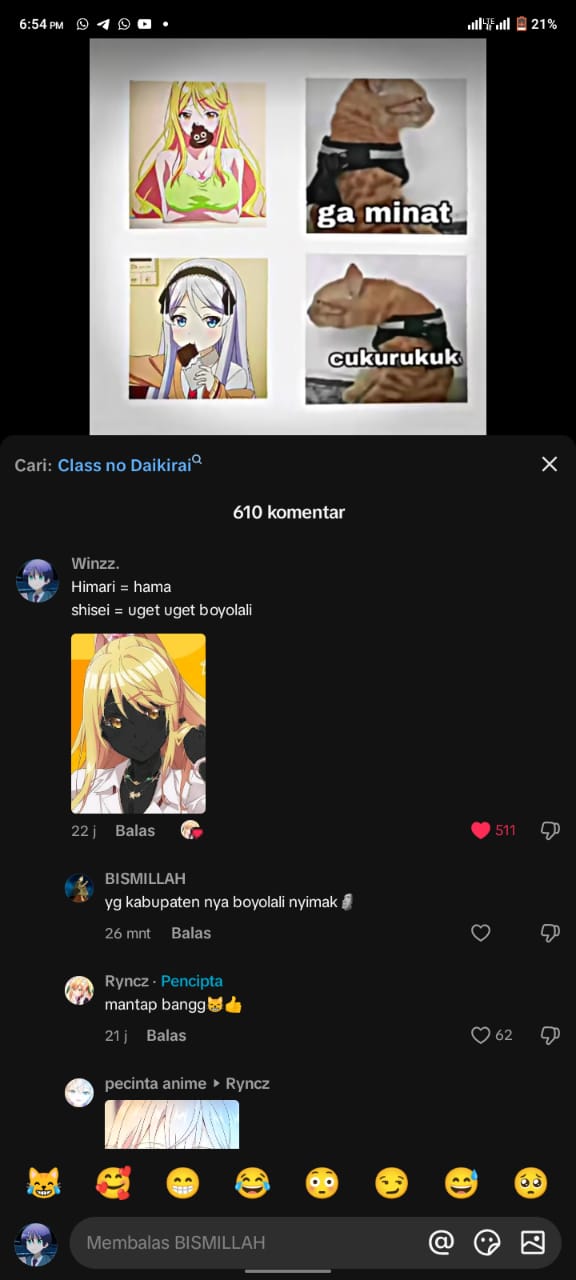 6:54 PM
LTE
21%
ga minat
cukurukuk
Cari: Class no Daikirai
610 komentar
Winzz.
Himari = hama
shisei = uget uget boyolali
22 j Balas
511
BISMILLAH
yg kabupaten nya boyolali nyimak🗿
26 mnt Balas
Ryncz · Pencipta
mantap bangg😸👍
21 j Balas
62
pecinta anime ▸ Ryncz
😹 🥰 😁 😂 😳 😏 😅 🥺
Membalas BISMILLAH